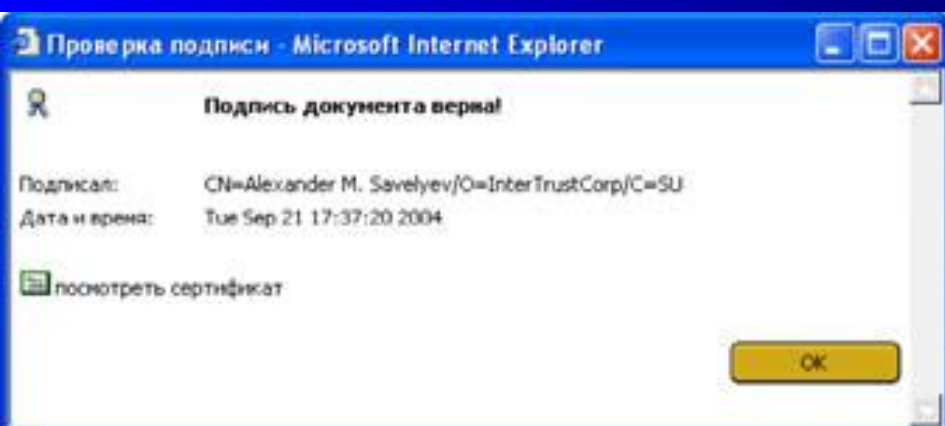 Проверка подписи - Microsoft Internet Explorer
Подпись документа верна!
Подписал: CN=Alexander M. Savelyev/O=InterTrustCorp/C=SU
Дата и время: Tue Sep 21 17:37:20 2004
посмотреть сертификат
OK